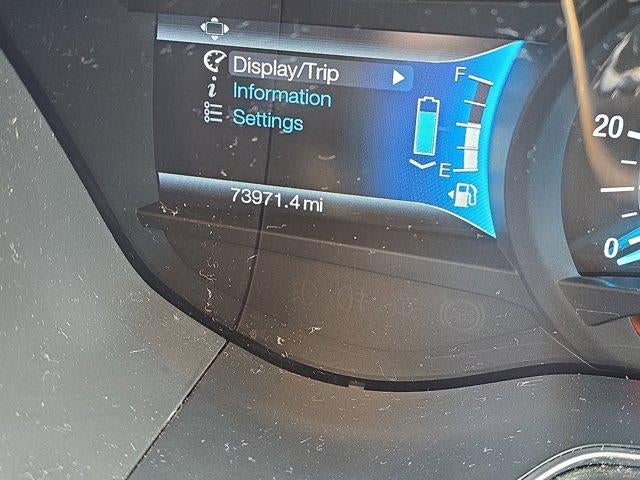 Display/Trip
Information
Settings
F
E
73971.4 mi
20
0